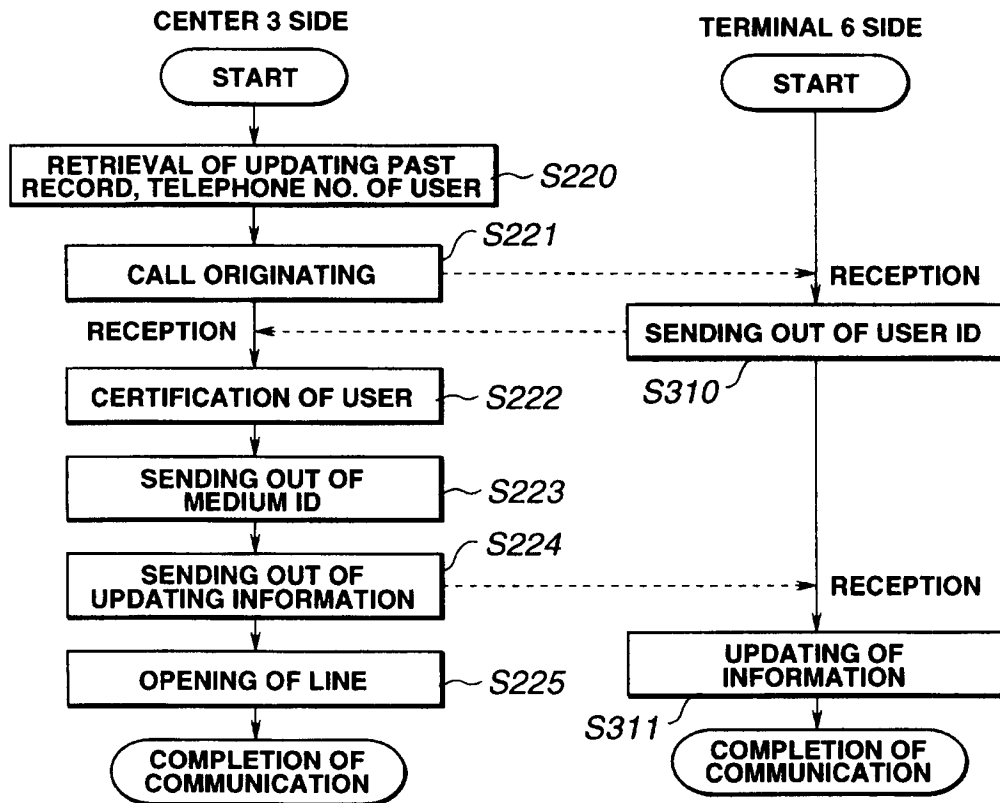 CENTER 3 SIDE
START
RETRIEVAL OF UPDATING PAST
RECORD, TELEPHONE NO. OF USER
S220
CALL ORIGINATING
S221
RECEPTION
CERTIFICATION OF USER
S222
SENDING OUT OF
MEDIUM ID
S223
SENDING OUT OF
UPDATING INFORMATION
S224
OPENING OF LINE
S225
COMPLETION OF
COMMUNICATION
TERMINAL 6 SIDE
START
RECEPTION
SENDING OUT OF USER ID
S310
RECEPTION
UPDATING OF
INFORMATION
S311
COMPLETION OF
COMMUNICATION